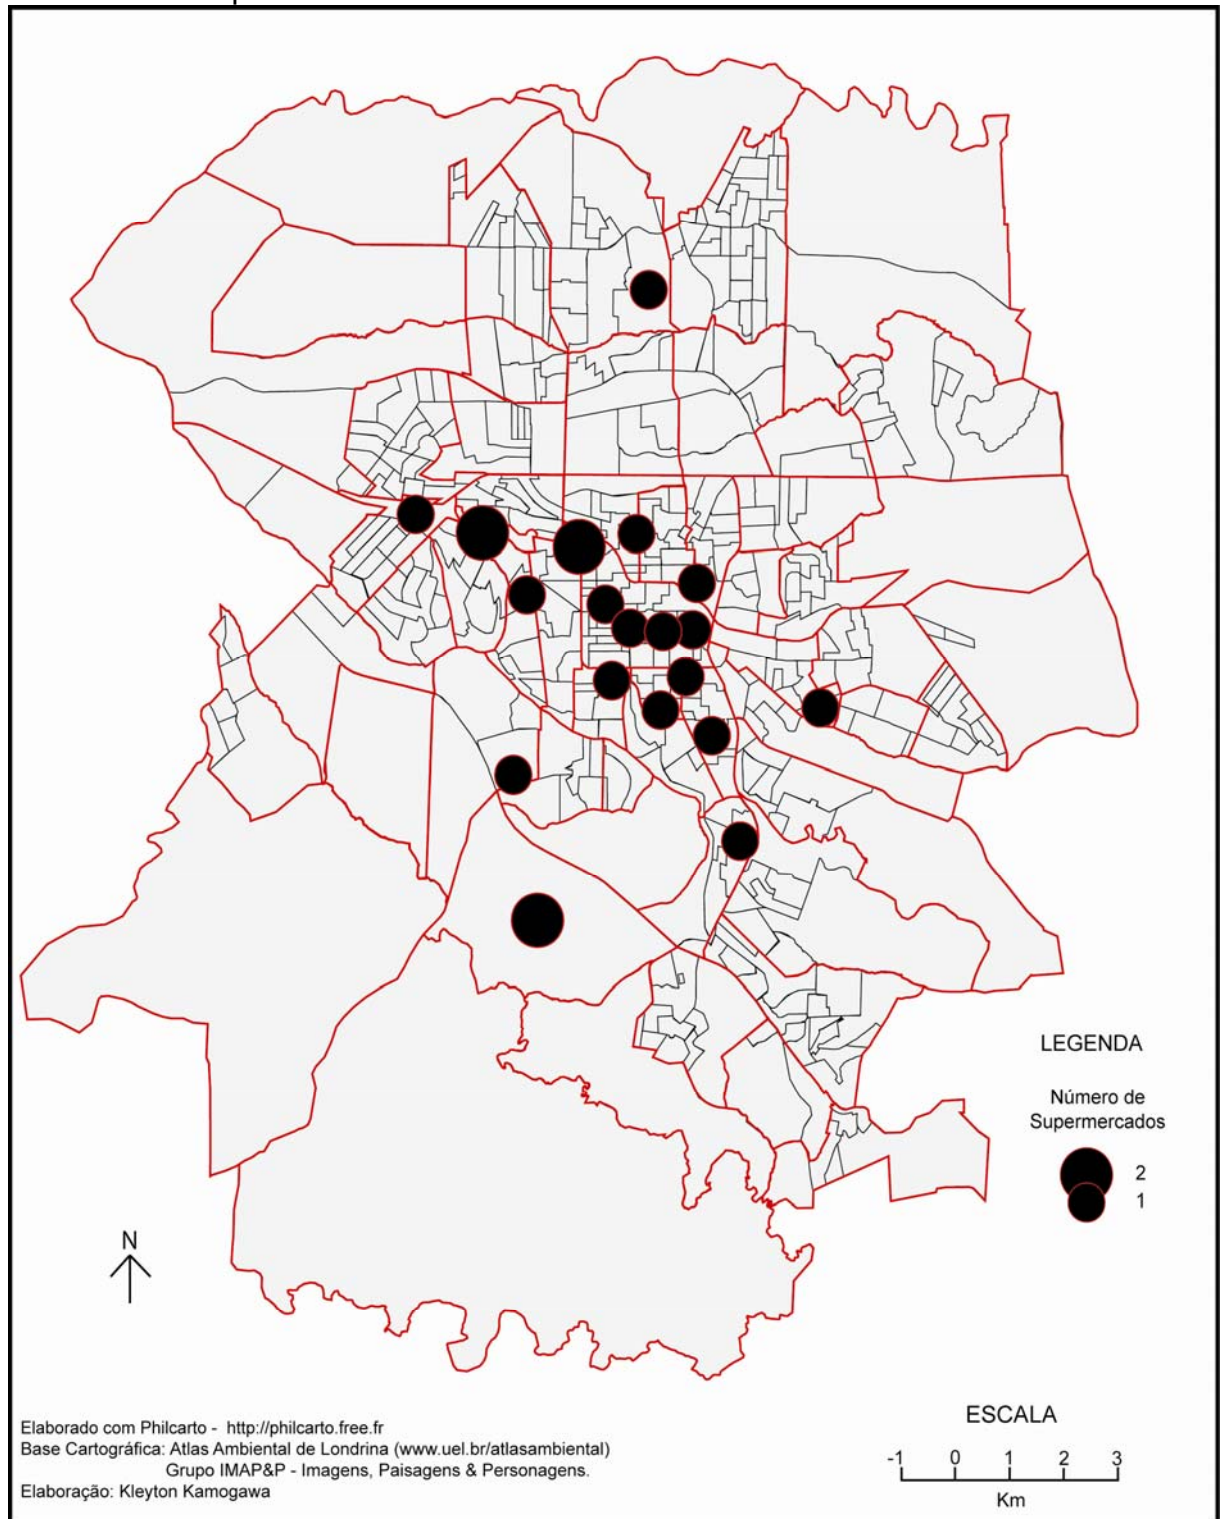 N
LEGENDA
Número de
Supermercados
2
1
Elaborado com Philcarto - http://philcarto.free.fr
Base Cartográfica: Atlas Ambiental de Londrina (www.uel.br/atlasambiental)
Grupo IMAP&P - Imagens, Paisagens & Personagens.
Elaboração: Kleyton Kamogawa
ESCALA
-1 0 1 2 3
Km